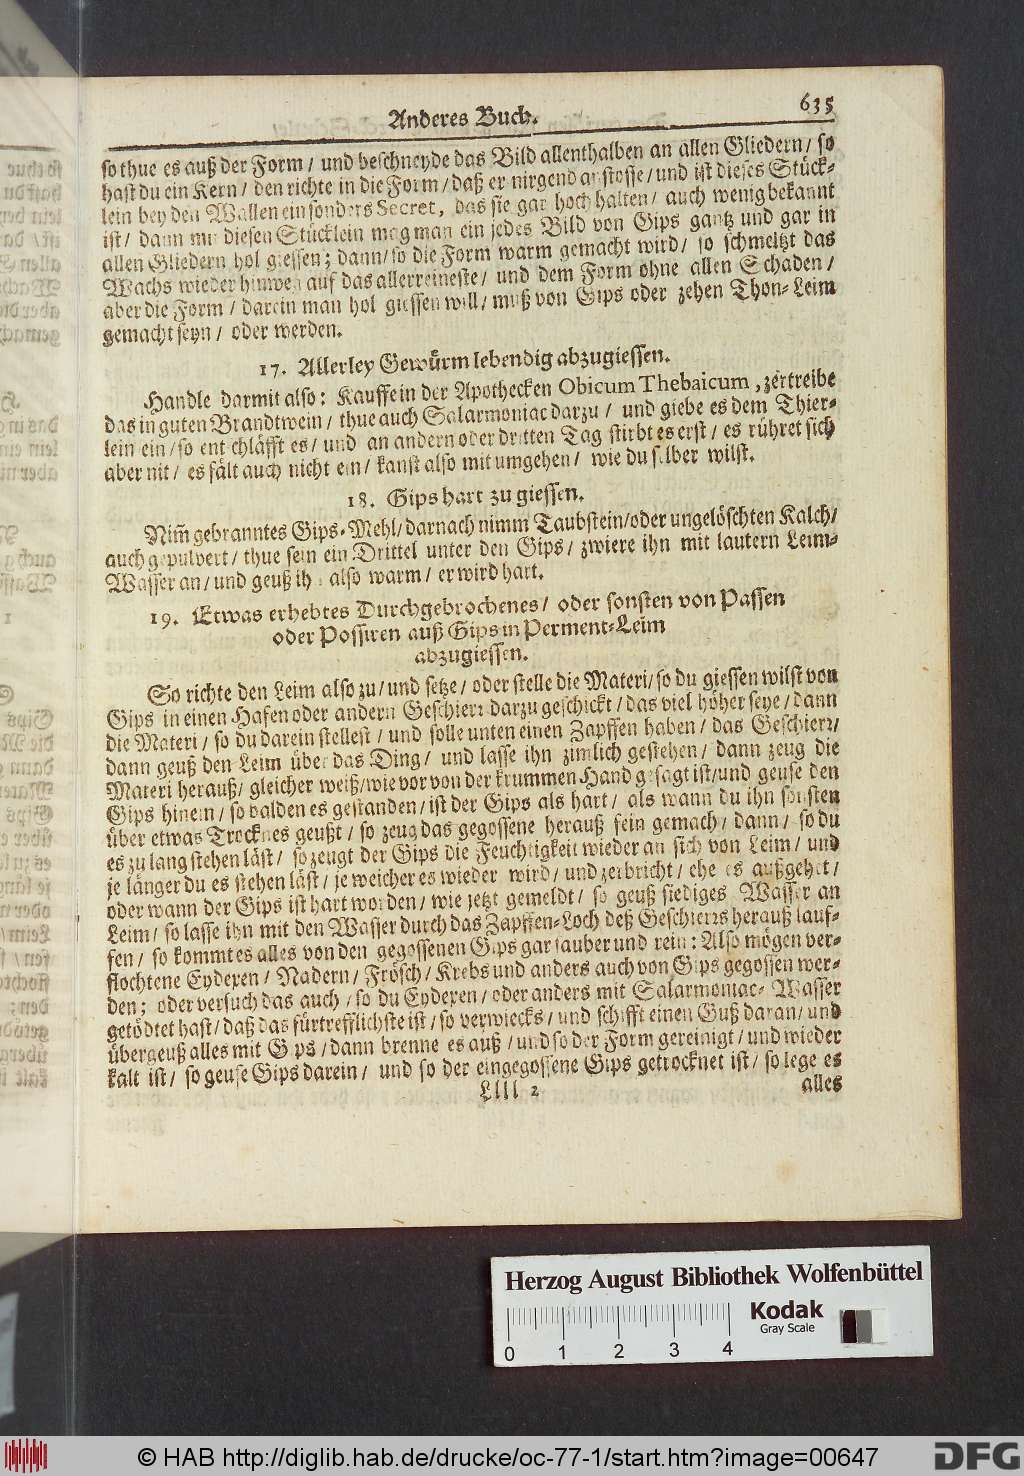 Anderes Buch. 635
so thue es auß der Form / und beschneyde das Bild allenthalben an allen Gliedern / so
hast du ein Kern / den richte in die Form / daß er nirgend anstosse / und ist dieses Stück-
lein bey den Wallen ein sonders Secret, das sie gar hoch halten / auch wenig bekannt
ist / dann mit diesen Stücklein mag man ein jedes Bild von Gips gantz und gar in
allen Gliedern hol giessen; dann / so die Form warm gemacht wird / so schmeltzt das
Wachs wieder hinweg auf das allerreineste / und dem Form ohne allen Schaden /
aber die Form / darein man hol giessen will / muß von Gips oder zehen Thon-Leim
gemacht seyn / oder werden.
17. Allerley Gewürm lebendig abzugiessen.
Handle darmit also: Kauffe in der Apothecken Obicum Thebaicum, zertreibe
das in guten Brandtwein / thue auch Salarmoniac darzu / und giebe es dem Thier-
lein ein / so entschläfft es / und an andern oder dritten Tag stirbt es erst / es rühret sich
aber nit / es fält auch nicht ein / kanst also mit umgehen / wie du selber wilst.
18. Gips hart zu giessen.
Nim̃ gebranntes Gips-Mehl / darnach nimm Taubstein / oder ungelöschten Kalch /
auch gepulvert / thue sein ein Drittel unter den Gips / zwiere ihn mit lautern Leim-
Wasser an / und geuß ihn also warm / er wird hart.
19. Etwas erhebtes Durchgebrochenes / oder sonsten von Passen
oder Possiren auß Gips in Perment-Leim
abzugiessen.
So richte den Leim also zu / und setze / oder stelle die Materi / so du giessen wilst von
Gips in einen Hafen oder andern Geschierr darzu geschickt / das viel höher seye / dann
die Materi / so du darein stellest / und solle unten einen Zapffen haben / das Geschierr /
dann geuß den Leim über das Ding / und lasse ihn zimlich gestehen / dann zeug die
Materi herauß / gleicher weiß / wie vor von der krummen Hand gesagt ist / und geuse den
Gips hinein / so balden es gestanden / ist der Gips als hart / als wann du ihn sonsten
über etwas Trocknes geußt / so zeug das gegossene herauß fein gemach / dann / so du
es zu lang stehen läst / so zeugt der Gips die Feuchtigkeit wieder an sich von Leim / und
je länger du es stehen läst / je weicher es wieder wird / und zerbricht / ehe es außgehet /
oder wann der Gips ist hart worden / wie jetzt gemeldt / so geuß siediges Wasser an
Leim / so lasse ihn mit den Wasser durch das Zapffen-Loch deß Geschierrs herauß lauf-
fen / so kommt es alles von den gegossenen Gips gar sauber und rein: Also mögen ver-
flochtene Eydexen / Nadern / Frösch / Krebs und anders auch von Gips gegossen wer-
den; oder versuch das auch / so du Eydexen / oder anders mit Salarmoniac-Wasser
getödtet hast / daß das fürtrefflichste ist / so verwiecks / und schifft einen Guß daran / und
übergeuß alles mit Gips / dann brenne es auß / und so der Form gereinigt / und wieder
kalt ist / so geuse Gips darein / und so der eingegossene Gips getrocknet ist / so lege es
Llll 2 alles
Herzog August Bibliothek Wolfenbüttel
Kodak
Gray Scale
0 1 2 3 4
© HAB http://diglib.hab.de/drucke/oc-77-1/start.htm?image=00647
DFG